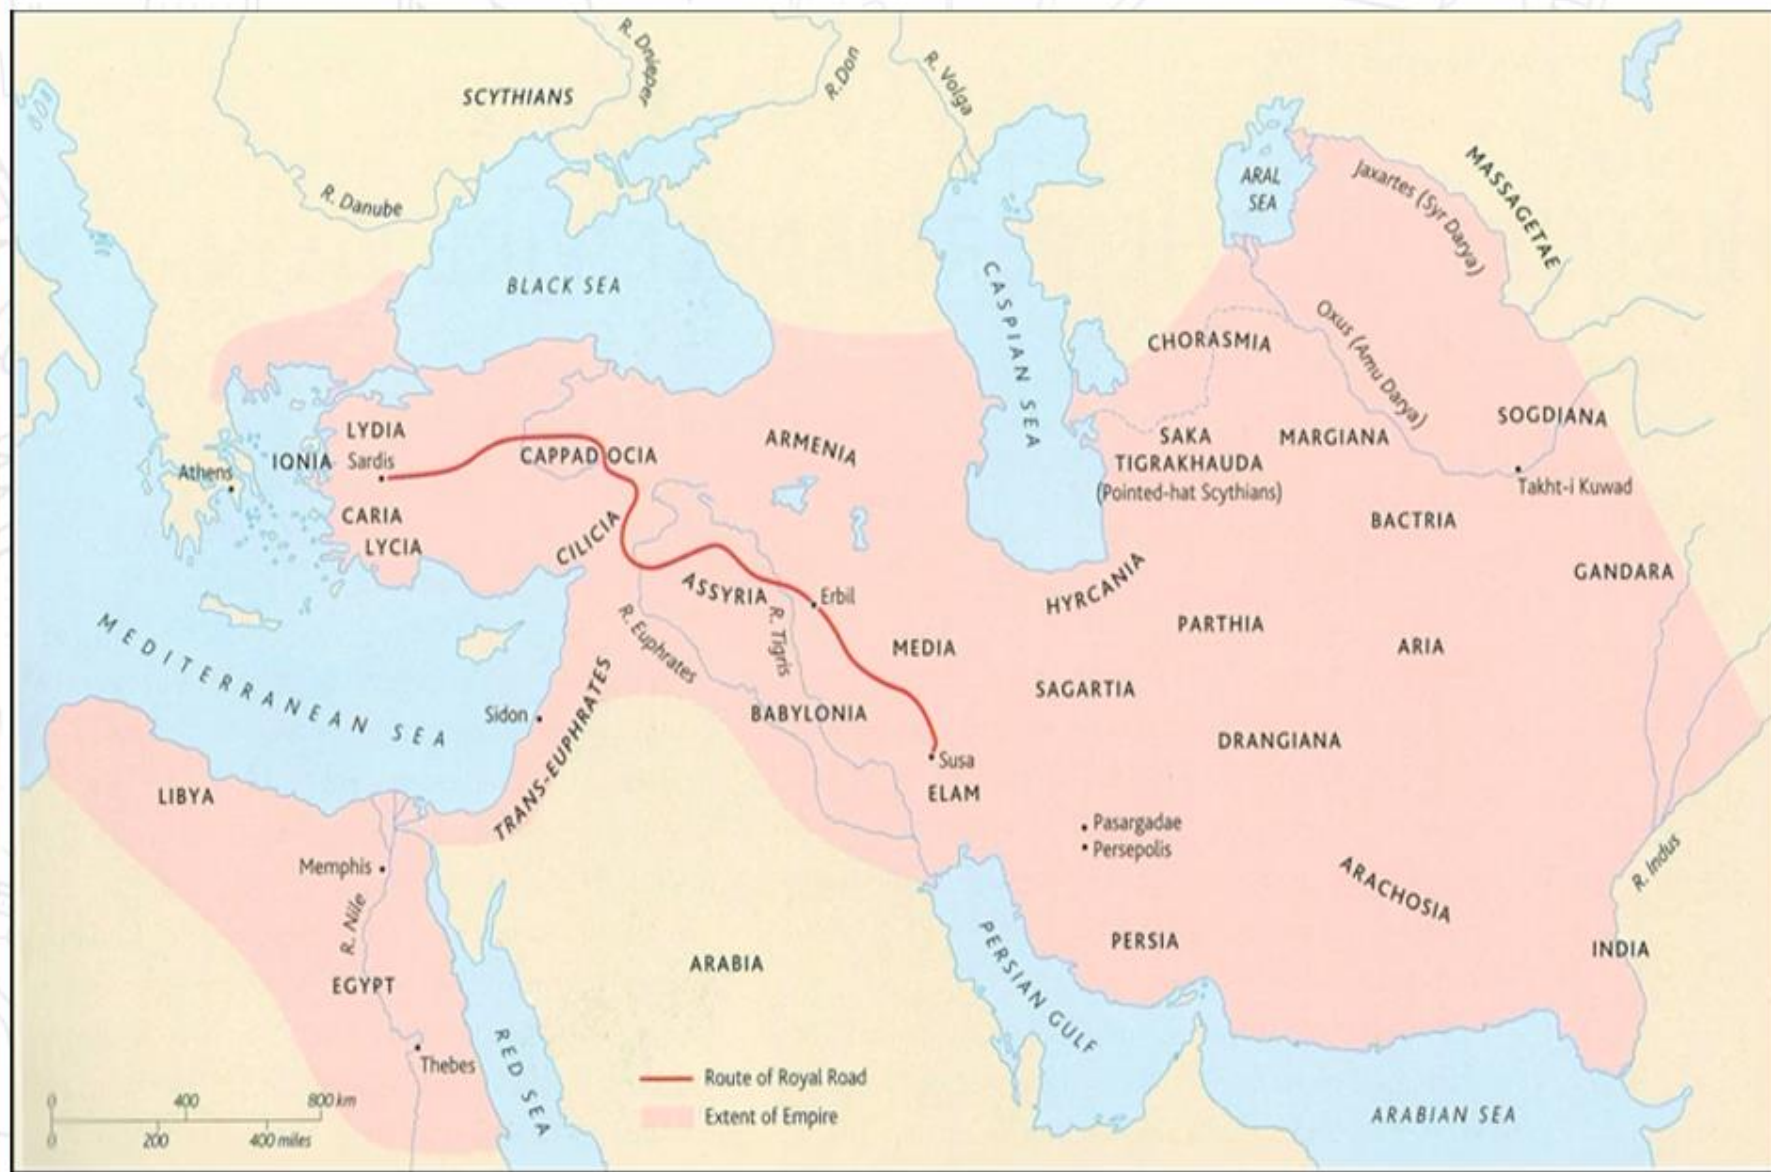 R. Dnieper
R. Don
R. Volga
SCYTHIANS
MASSAGETAE
ARAL
SEA
Jaxartes (Syr Darya)
R. Danube
BLACK SEA
CASPIAN SEA
CHORASMIA
Oxus (Amu Darya)
SOGDIANA
LYDIA
ARMENIA
SAKA
TIGRAKHAUDA
(Pointed-hat Scythians)
MARGIANA
Athens
IONIA
Sardis
CAPPADOCIA
Takht-i Kuwad
CARIA
BACTRIA
LYCIA
CILICIA
GANDARA
ASSYRIA
Erbil
HYRCANIA
R. Euphrates
R. Tigris
PARTHIA
MEDITERRANEAN SEA
MEDIA
ARIA
SAGARTIA
Sidon
TRANS-EUPHRATES
BABYLONIA
DRANGIANA
Susa
LIBYA
ELAM
Pasargadae
Persepolis
Memphis
R. Indus
ARACHOSIA
R. Nile
PERSIA
INDIA
ARABIA
EGYPT
PERSIAN GULF
RED SEA
Thebes
Route of Royal Road
Extent of Empire
ARABIAN SEA
0 400 800 km
0 200 400 miles